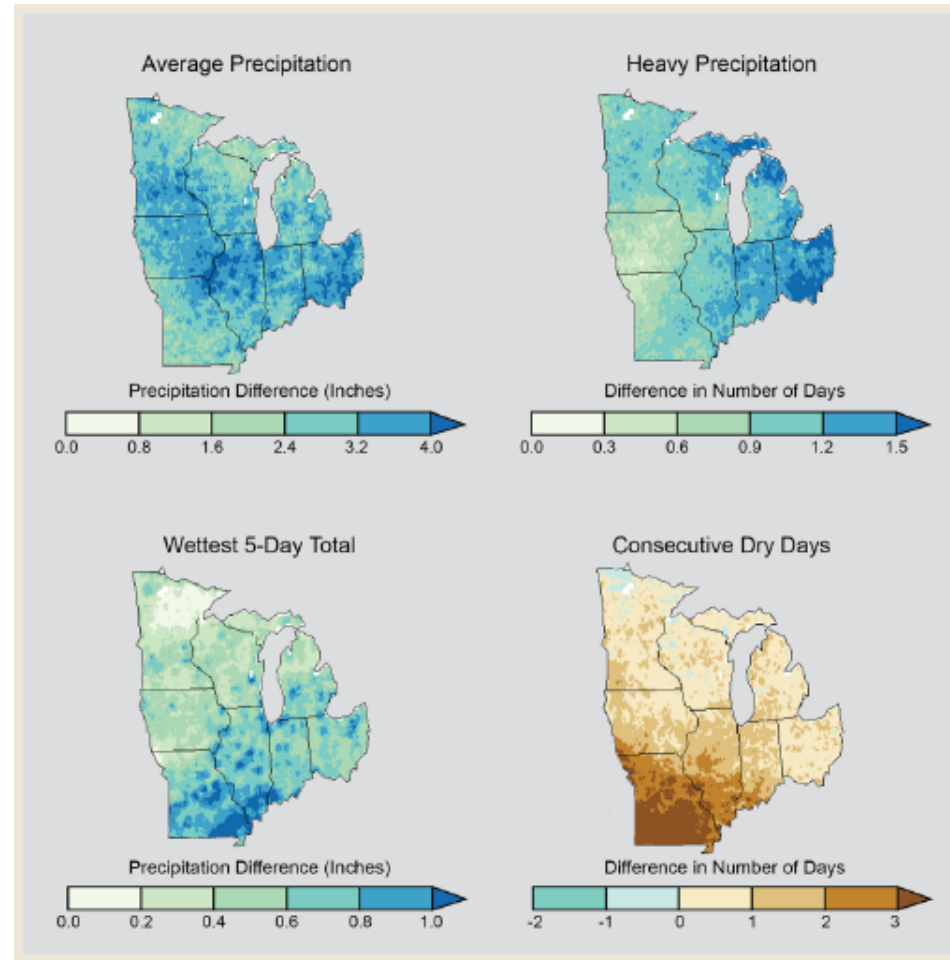 Average Precipitation
Heavy Precipitation
Precipitation Difference (Inches)
0.0 0.8 1.6 2.4 3.2 4.0
Difference in Number of Days
0.0 0.3 0.6 0.9 1.2 1.5
Wettest 5-Day Total
Consecutive Dry Days
Precipitation Difference (Inches)
0.0 0.2 0.4 0.6 0.8 1.0
Difference in Number of Days
-2 -1 0 1 2 3